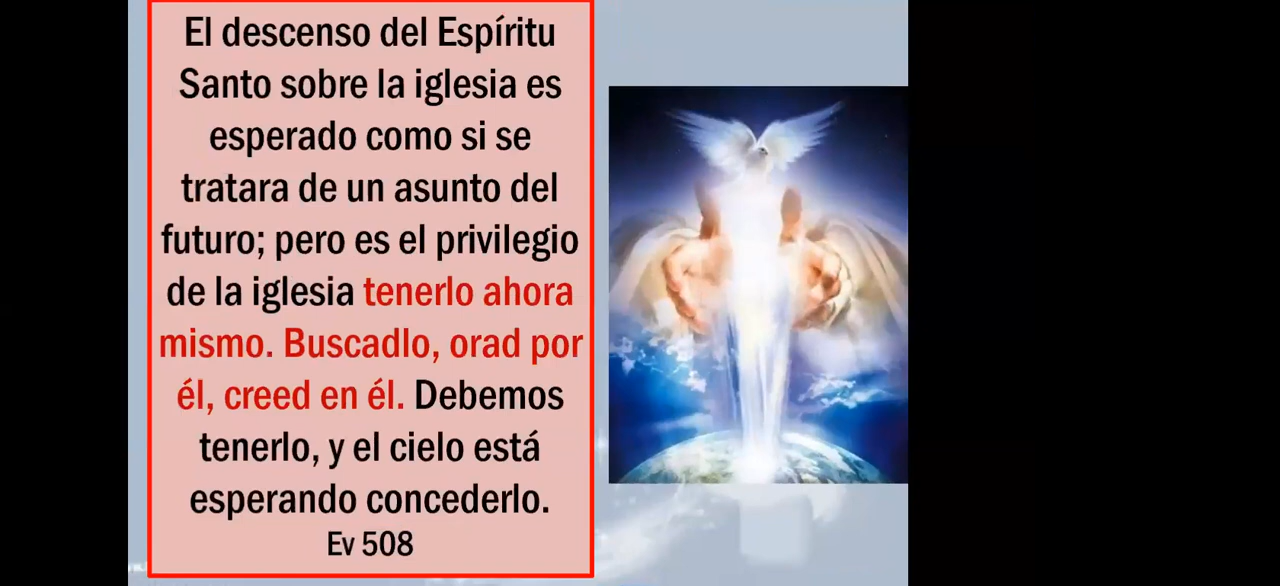 El descenso del Espíritu
Santo sobre la iglesia es
esperado como si se
tratara de un asunto del
futuro; pero es el privilegio
de la iglesia tenerlo ahora
mismo. Buscadlo, orad por
él, creed en él. Debemos
tenerlo, y el cielo está
esperando concederlo.
Ev 508